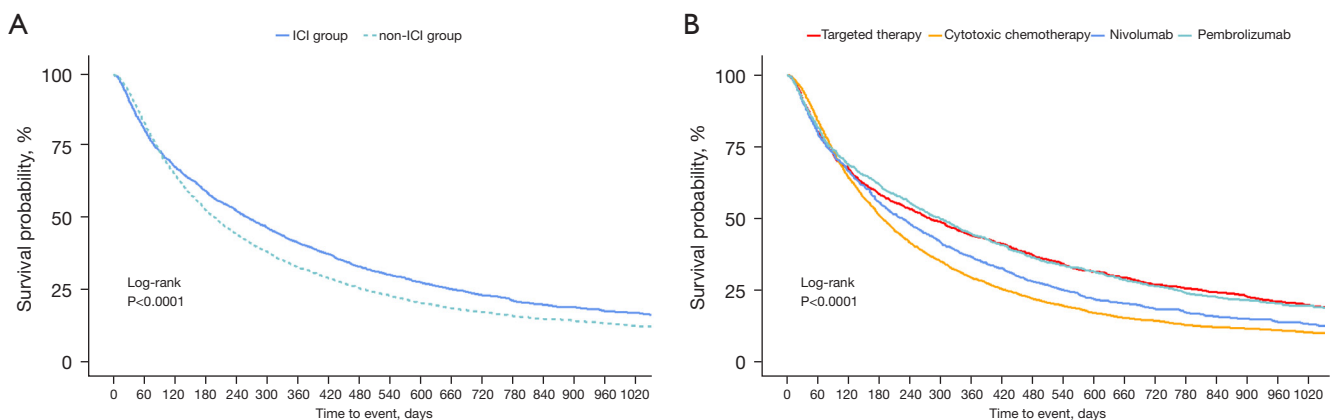 A
ICI group non-ICI group
100
75
50
25
0
Survival probability, %
Log-rank
P<0.0001
0 60 120 180 240 300 360 420 480 540 600 660 720 780 840 900 960 1020
Time to event, days
B
Targeted therapy Cytotoxic chemotherapy Nivolumab Pembrolizumab
100
75
50
25
0
Survival probability, %
Log-rank
P<0.0001
0 60 120 180 240 300 360 420 480 540 600 660 720 780 840 900 960 1020
Time to event, days